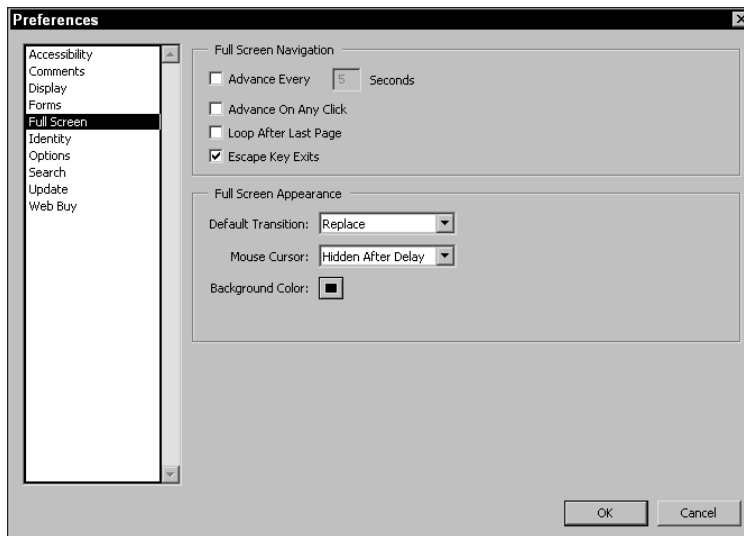 Preferences
Accessibility
Comments
Display
Forms
Full Screen
Identity
Options
Search
Update
Web Buy
Full Screen Navigation
Advance Every 5 Seconds
Advance On Any Click
Loop After Last Page
Escape Key Exits
Full Screen Appearance
Default Transition: Replace
Mouse Cursor: Hidden After Delay
Background Color:
OK Cancel